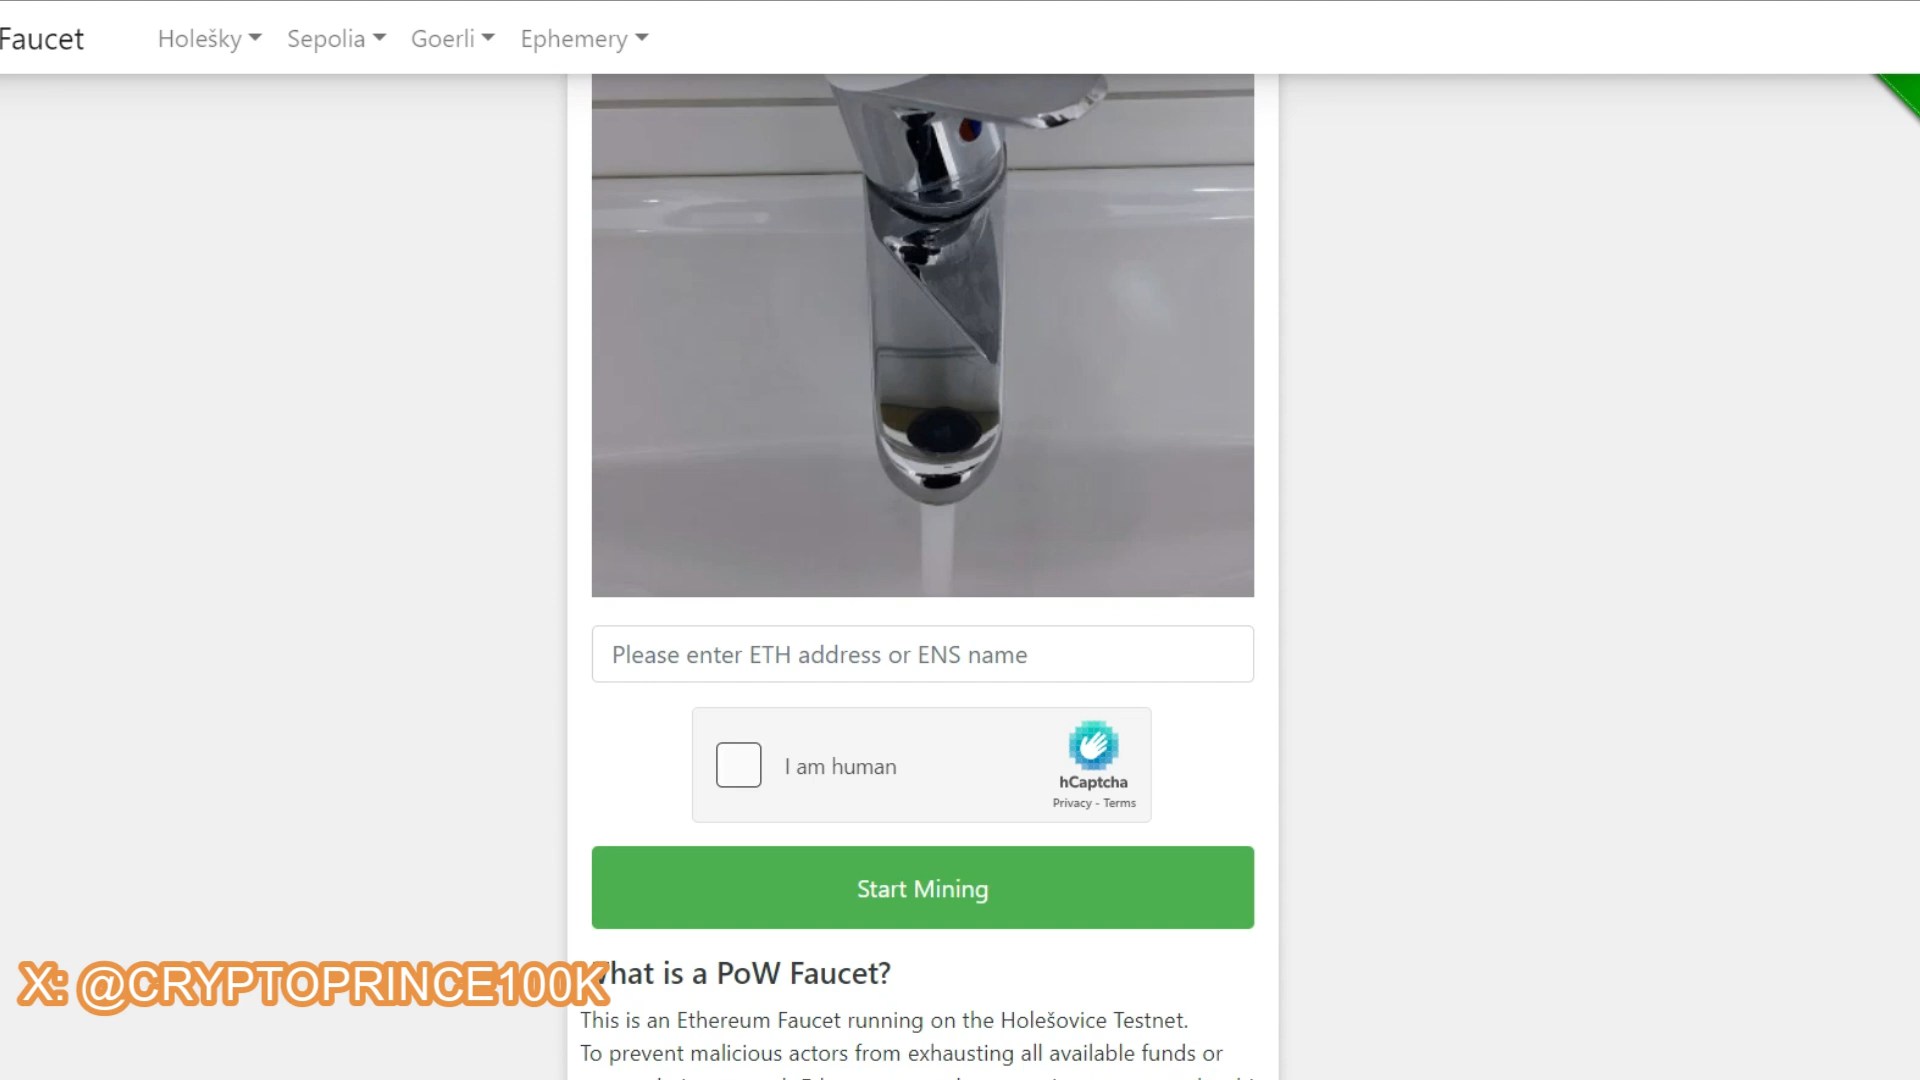 Faucet
Holešky
Sepolia
Goerli
Ephemery
Please enter ETH address or ENS name
I am human
hCaptcha
Privacy - Terms
Start Mining
X: @CRYPTOPRINCE100K
What is a PoW Faucet?
This is an Ethereum Faucet running on the Holešovice Testnet.
To prevent malicious actors from exhausting all available funds or